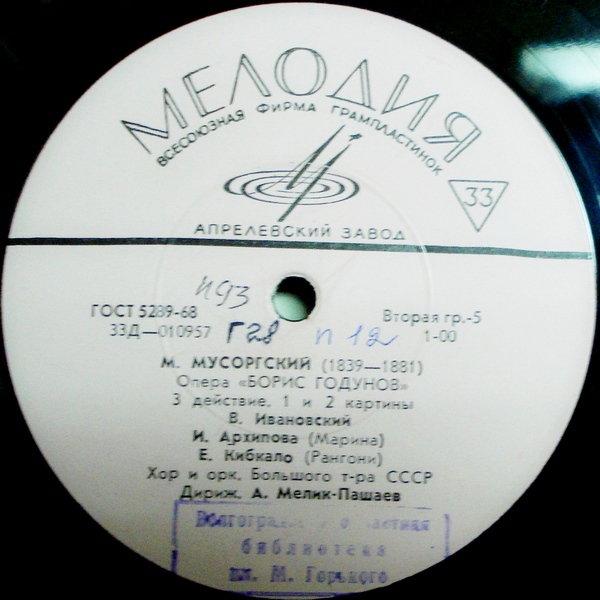 МЕЛОДИЯ
ВСЕСОЮЗНАЯ ФИРМА ГРАМПЛАСТИНОК
33
АПРЕЛЕВСКИЙ ЗАВОД
ГОСТ 5289-68
33Д—010957
Г28
п 12
Вторая гр.-5
1-00
М. МУСОРГСКИЙ (1839—1881)
Опера «БОРИС ГОДУНОВ»
3 действие, 1 и 2 картины
В. Ивановский
И. Архипова (Марина)
Е. Кибкало (Рангони)
Хор и орк. Большого т-ра СССР
Дириж. А. Мелик-Пашаев
библиотека
им. М. Горького